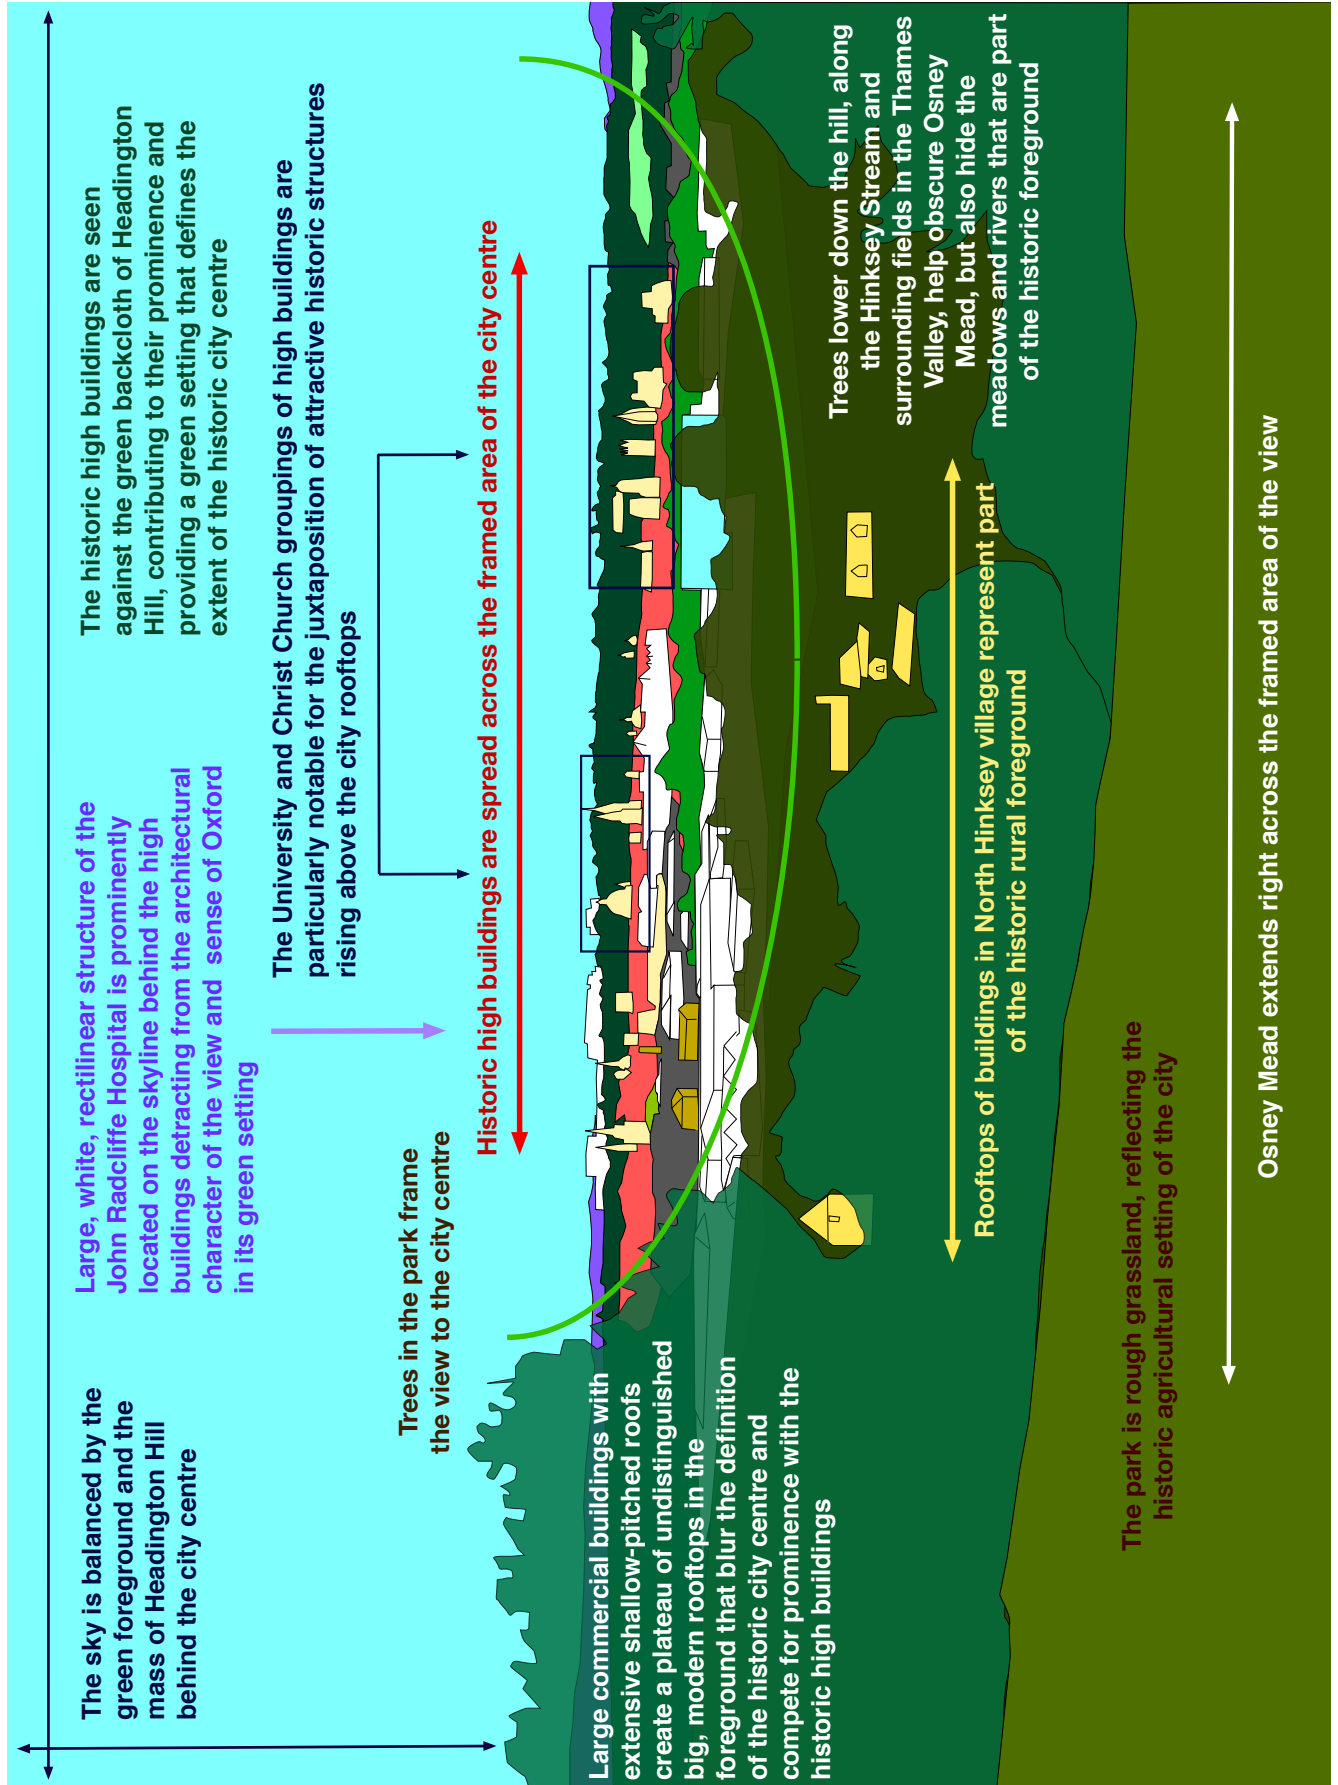 The sky is balanced by the
green foreground and the
mass of Headington Hill
behind the city centre
Large, white, rectilinear structure of the
John Radcliffe Hospital is prominently
located on the skyline behind the high
buildings detracting from the architectural
character of the view and sense of Oxford
in its green setting
The historic high buildings are seen
against the green backcloth of Headington
Hill, contributing to their prominence and
providing a green setting that defines the
extent of the historic city centre
The University and Christ Church groupings of high buildings are
particularly notable for the juxtaposition of attractive historic structures
rising above the city rooftops
Trees in the park frame
the view to the city centre
Historic high buildings are spread across the framed area of the city centre
Large commercial buildings with
extensive shallow-pitched roofs
create a plateau of undistinguished
big, modern rooftops in the
foreground that blur the definition
of the historic city centre and
compete for prominence with the
historic high buildings
Trees lower down the hill, along
the Hinksey Stream and
surrounding fields in the Thames
Valley, help obscure Osney
Mead, but also hide the
meadows and rivers that are part
of the historic foreground
Rooftops of buildings in North Hinksey village represent part
of the historic rural foreground
The park is rough grassland, reflecting the
historic agricultural setting of the city
Osney Mead extends right across the framed area of the view